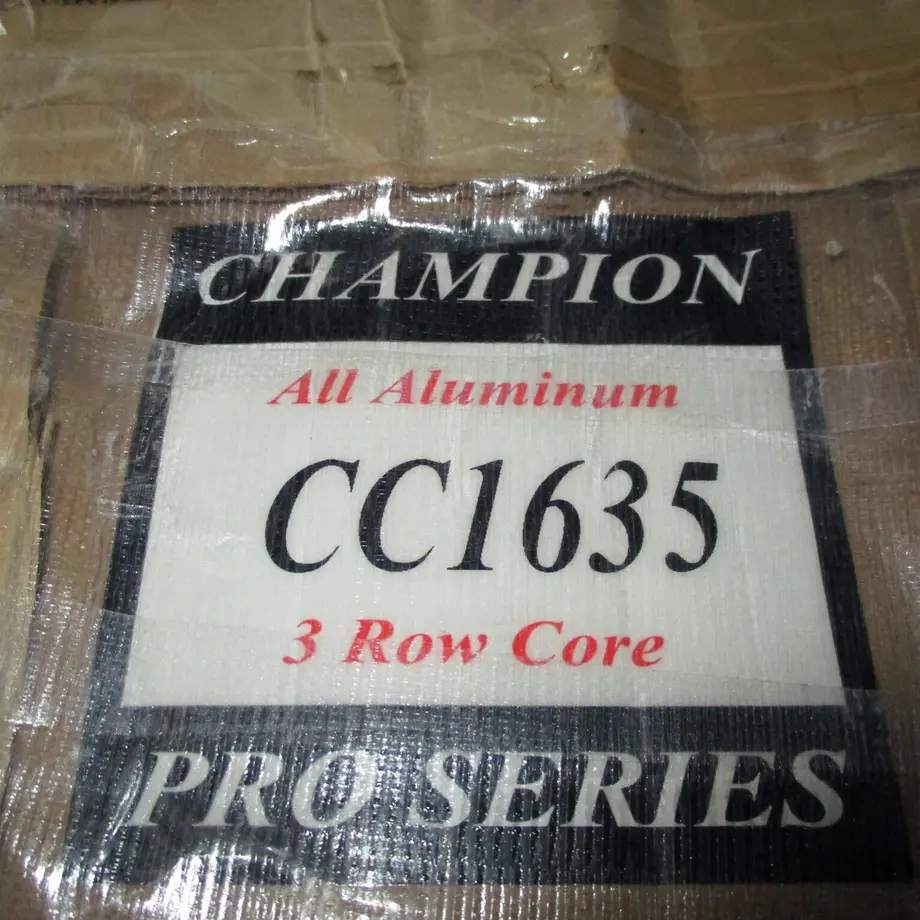 CHAMPION
All Aluminum
CC1635
3 Row Core
PRO SERIES